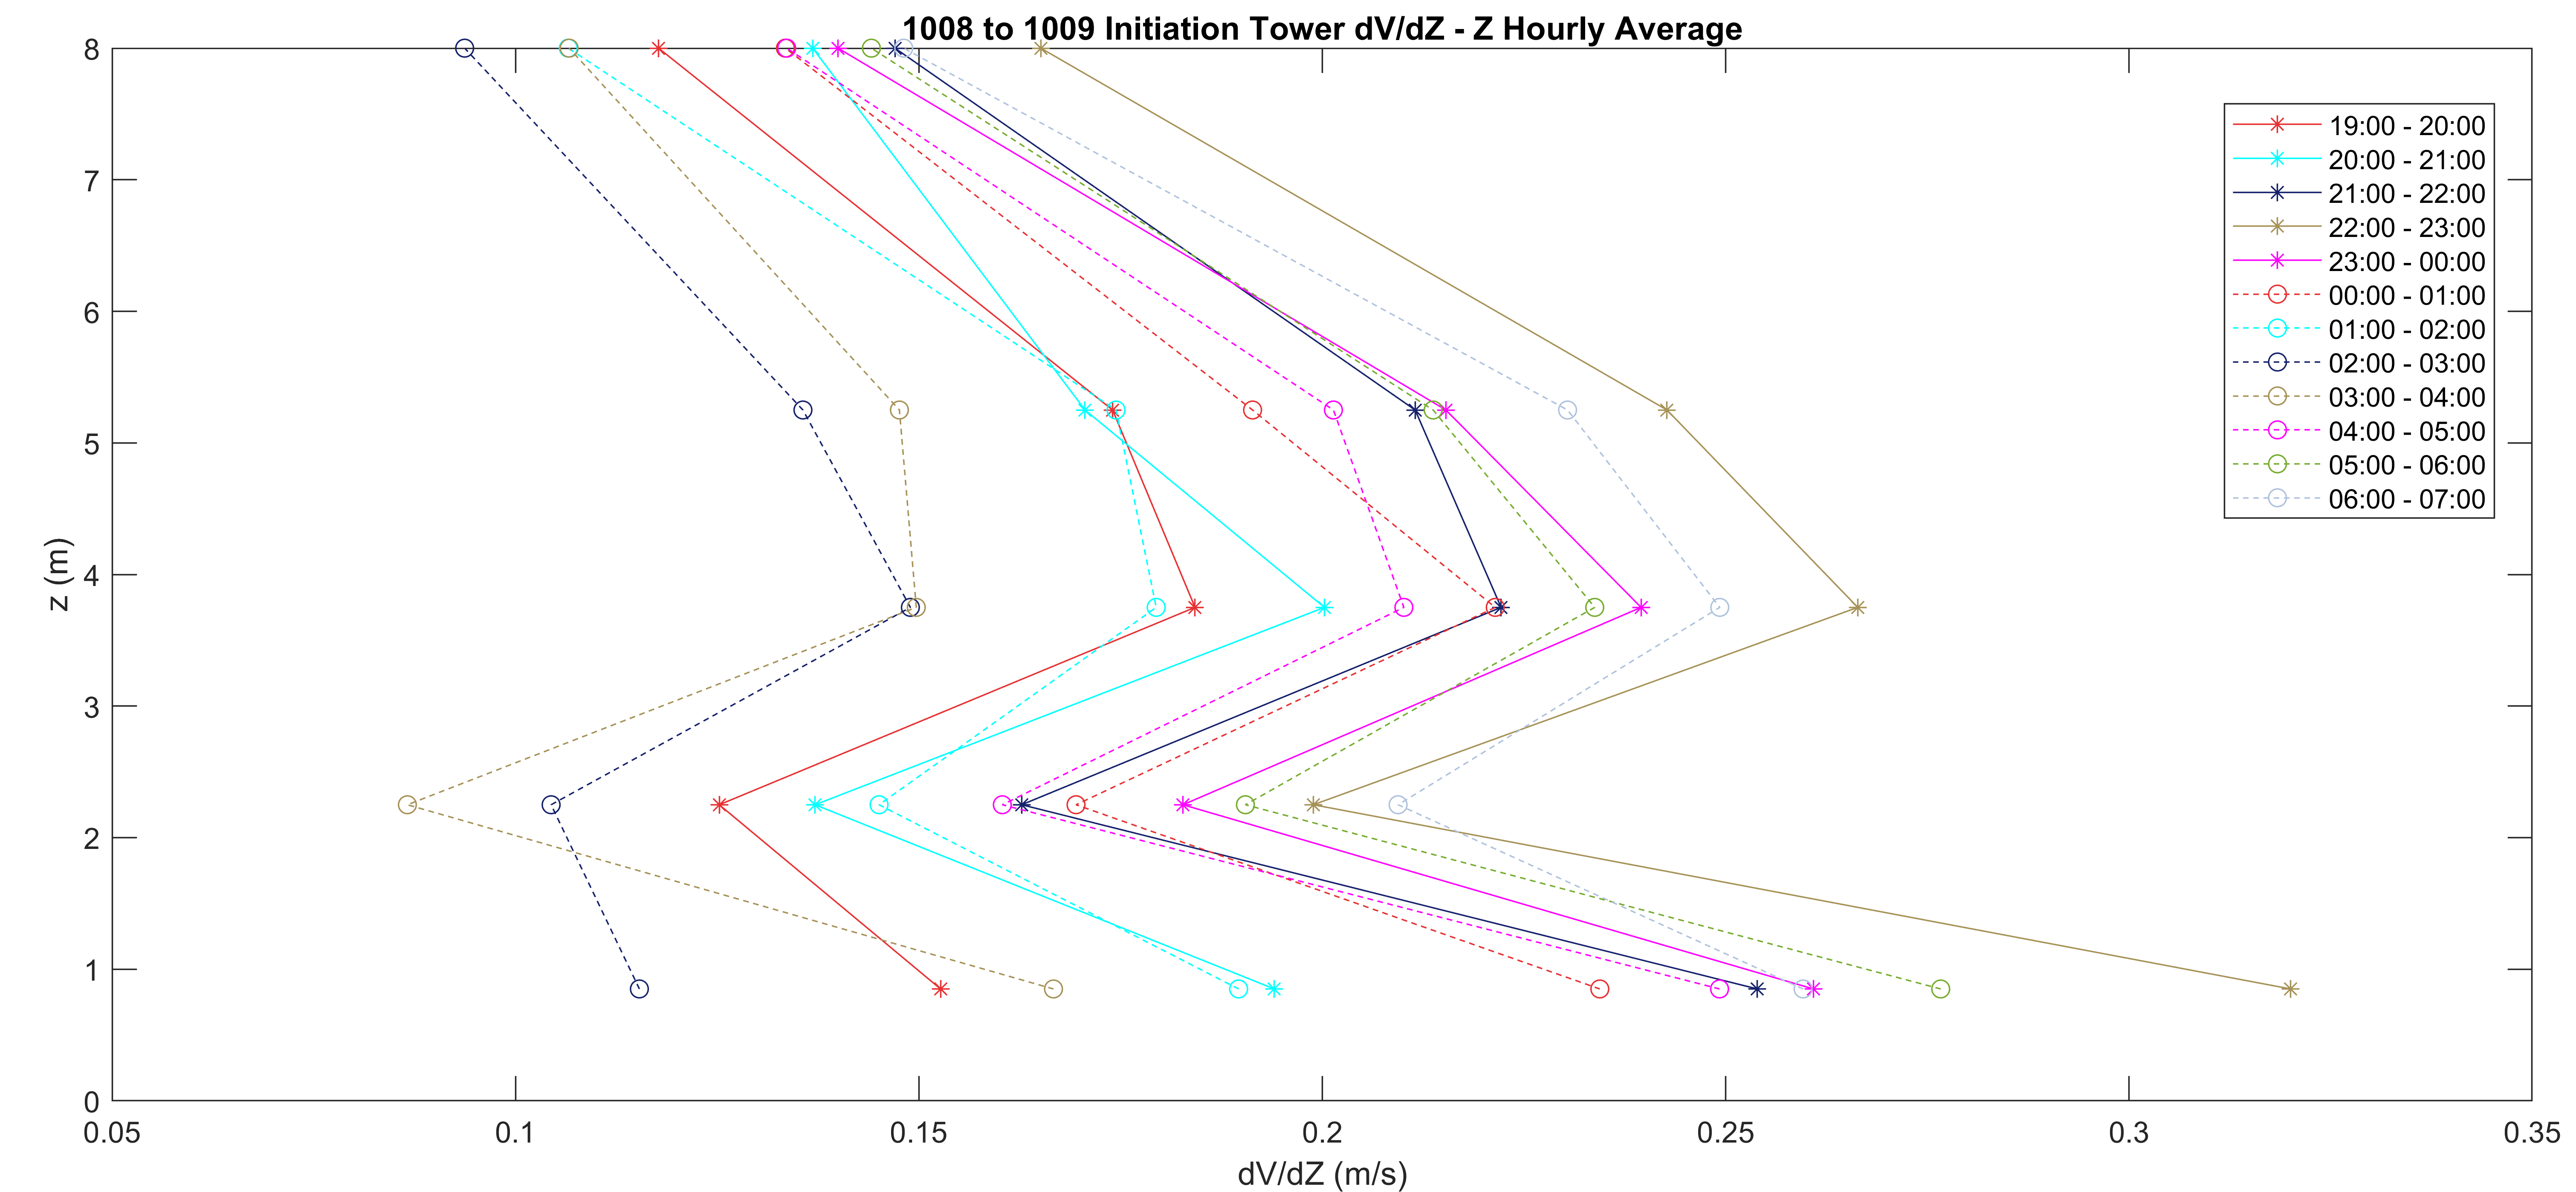 1008 to 1009 Initiation Tower dV/dZ - Z Hourly Average
8
7
6
5
4
3
2
1
0
z (m)
19:00 - 20:00
20:00 - 21:00
21:00 - 22:00
22:00 - 23:00
23:00 - 00:00
00:00 - 01:00
01:00 - 02:00
02:00 - 03:00
03:00 - 04:00
04:00 - 05:00
05:00 - 06:00
06:00 - 07:00
0.05 0.1 0.15 0.2 0.25 0.3 0.35
dV/dZ (m/s)